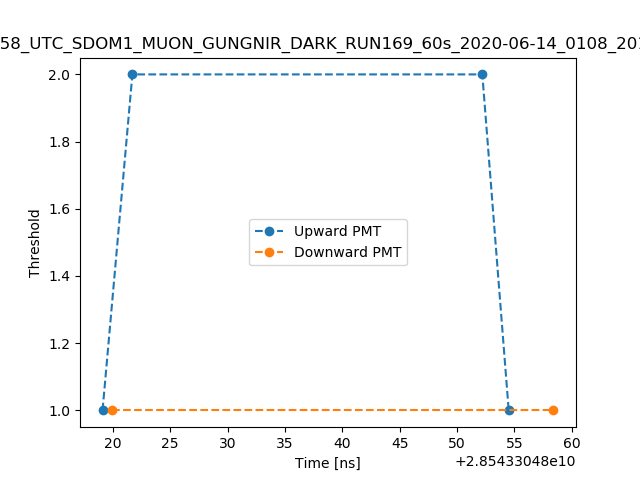 58_UTC_SDOM1_MUON_GUNGNIR_DARK_RUN169_60s_2020-06-14_0108_201
2.0
1.8
1.6
1.4
1.2
1.0
Threshold
Upward PMT
Downward PMT
20 25 30 35 40 45 50 55 60
Time [ns]
+2.85433048e10